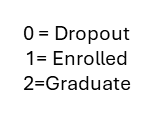 0 = Dropout
1= Enrolled
2=Graduate